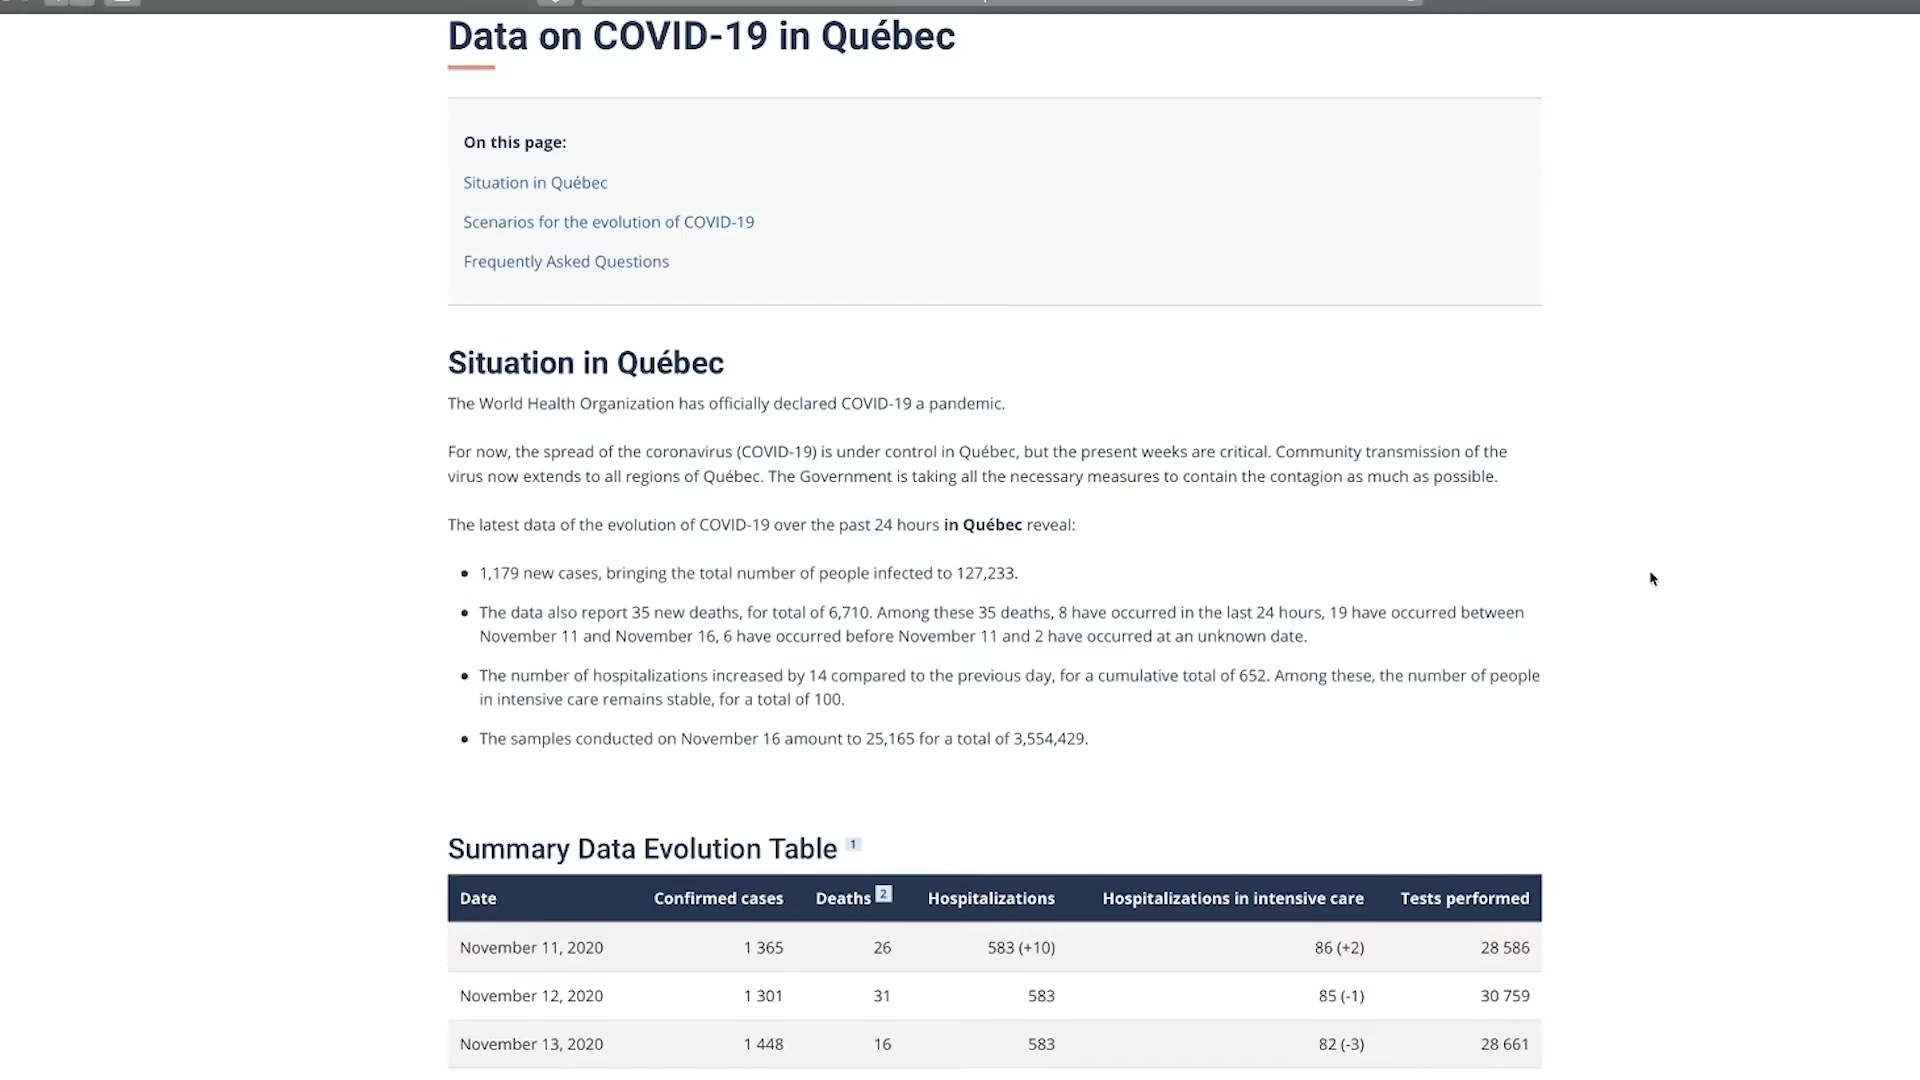 Data on COVID-19 in Québec
On this page:
Situation in Québec
Scenarios for the evolution of COVID-19
Frequently Asked Questions
Situation in Québec
The World Health Organization has officially declared COVID-19 a pandemic.
For now, the spread of the coronavirus (COVID-19) is under control in Québec, but the present weeks are critical. Community transmission of the
virus now extends to all regions of Québec. The Government is taking all the necessary measures to contain the contagion as much as possible.
The latest data of the evolution of COVID-19 over the past 24 hours in Québec reveal:
• 1,179 new cases, bringing the total number of people infected to 127,233.
• The data also report 35 new deaths, for total of 6,710. Among these 35 deaths, 8 have occurred in the last 24 hours, 19 have occurred between
November 11 and November 16, 6 have occurred before November 11 and 2 have occurred at an unknown date.
• The number of hospitalizations increased by 14 compared to the previous day, for a cumulative total of 652. Among these, the number of people
in intensive care remains stable, for a total of 100.
• The samples conducted on November 16 amount to 25,165 for a total of 3,554,429.
Summary Data Evolution Table 1
Date Confirmed cases Deaths 2 Hospitalizations Hospitalizations in intensive care Tests performed
November 11, 2020 1 365 26 583 (+10) 86 (+2) 28 586
November 12, 2020 1 301 31 583 85 (-1) 30 759
November 13, 2020 1 448 16 583 82 (-3) 28 661